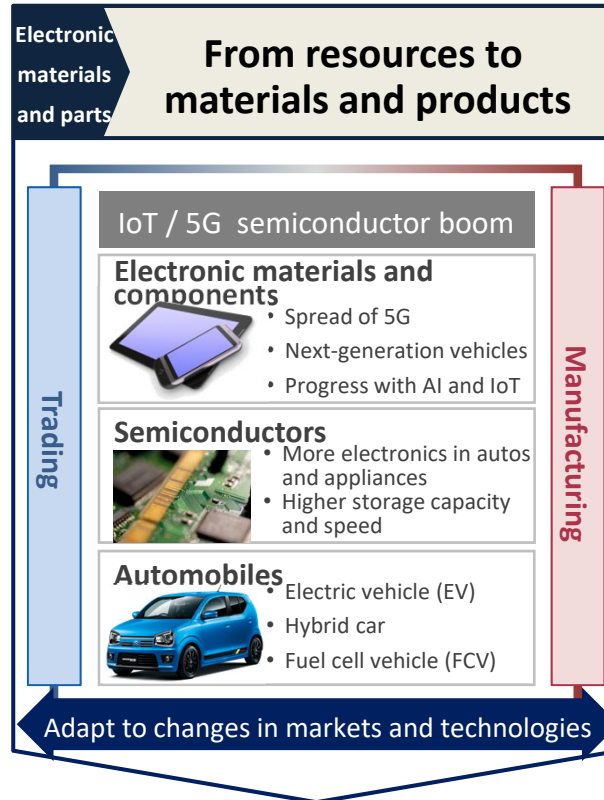 Electronic
materials
and parts
From resources to
materials and products
IoT / 5G semiconductor boom
Electronic materials and
components
• Spread of 5G
• Next-generation vehicles
• Progress with AI and IoT
Semiconductors
• More electronics in autos
and appliances
• Higher storage capacity
and speed
Automobiles
• Electric vehicle (EV)
• Hybrid car
• Fuel cell vehicle (FCV)
Trading
Manufacturing
Adapt to changes in markets and technologies